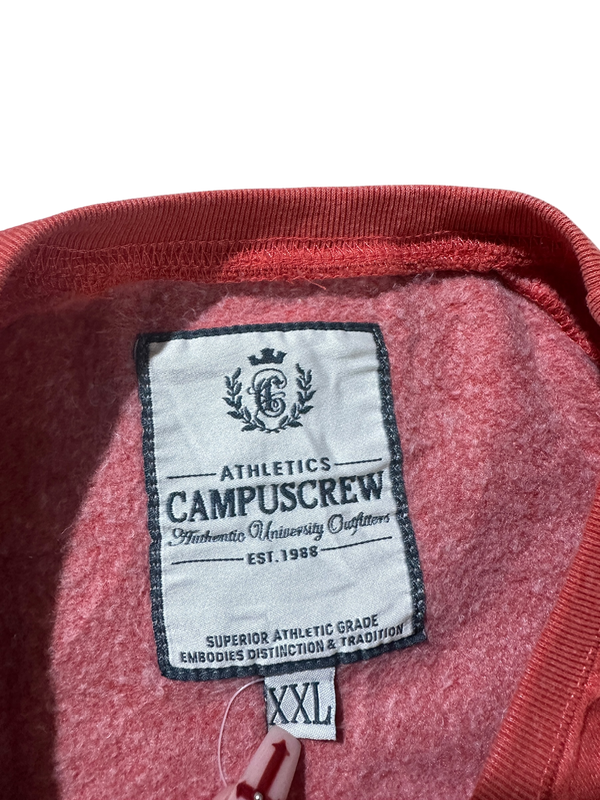 ATHLETICS
CAMPUSCREW
Authentic University Outfitters
EST.1988
SUPERIOR ATHLETIC GRADE
EMBODIES DISTINCTION & TRADITION
XXL